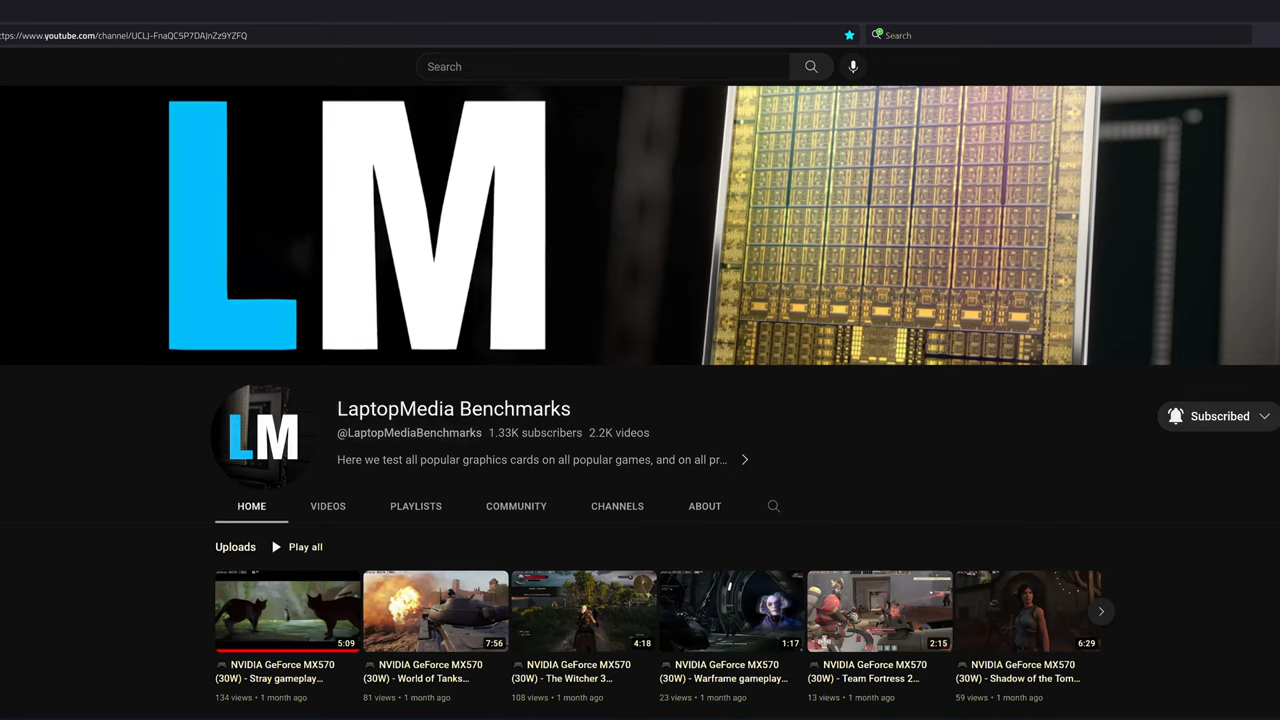 https://www.youtube.com/channel/UCLJ-FnaQC5P7DAJnZz9YZFQ
Search
Search
LM
LM
LaptopMedia Benchmarks
@LaptopMediaBenchmarks 1.33K subscribers 2.2K videos
Here we test all popular graphics cards on all popular games, and on all pr...
Subscribed
HOME VIDEOS PLAYLISTS COMMUNITY CHANNELS ABOUT
Uploads Play all
5:09 7:56 4:18 1:17 2:15 6:29
NVIDIA GeForce MX570
(30W) - Stray gameplay...
134 views • 1 month ago
NVIDIA GeForce MX570
(30W) - World of Tanks...
81 views • 1 month ago
NVIDIA GeForce MX570
(30W) - The Witcher 3...
108 views • 1 month ago
NVIDIA GeForce MX570
(30W) - Warframe gameplay...
23 views • 1 month ago
NVIDIA GeForce MX570
(30W) - Team Fortress 2...
13 views • 1 month ago
NVIDIA GeForce MX570
(30W) - Shadow of the Tom...
59 views • 1 month ago